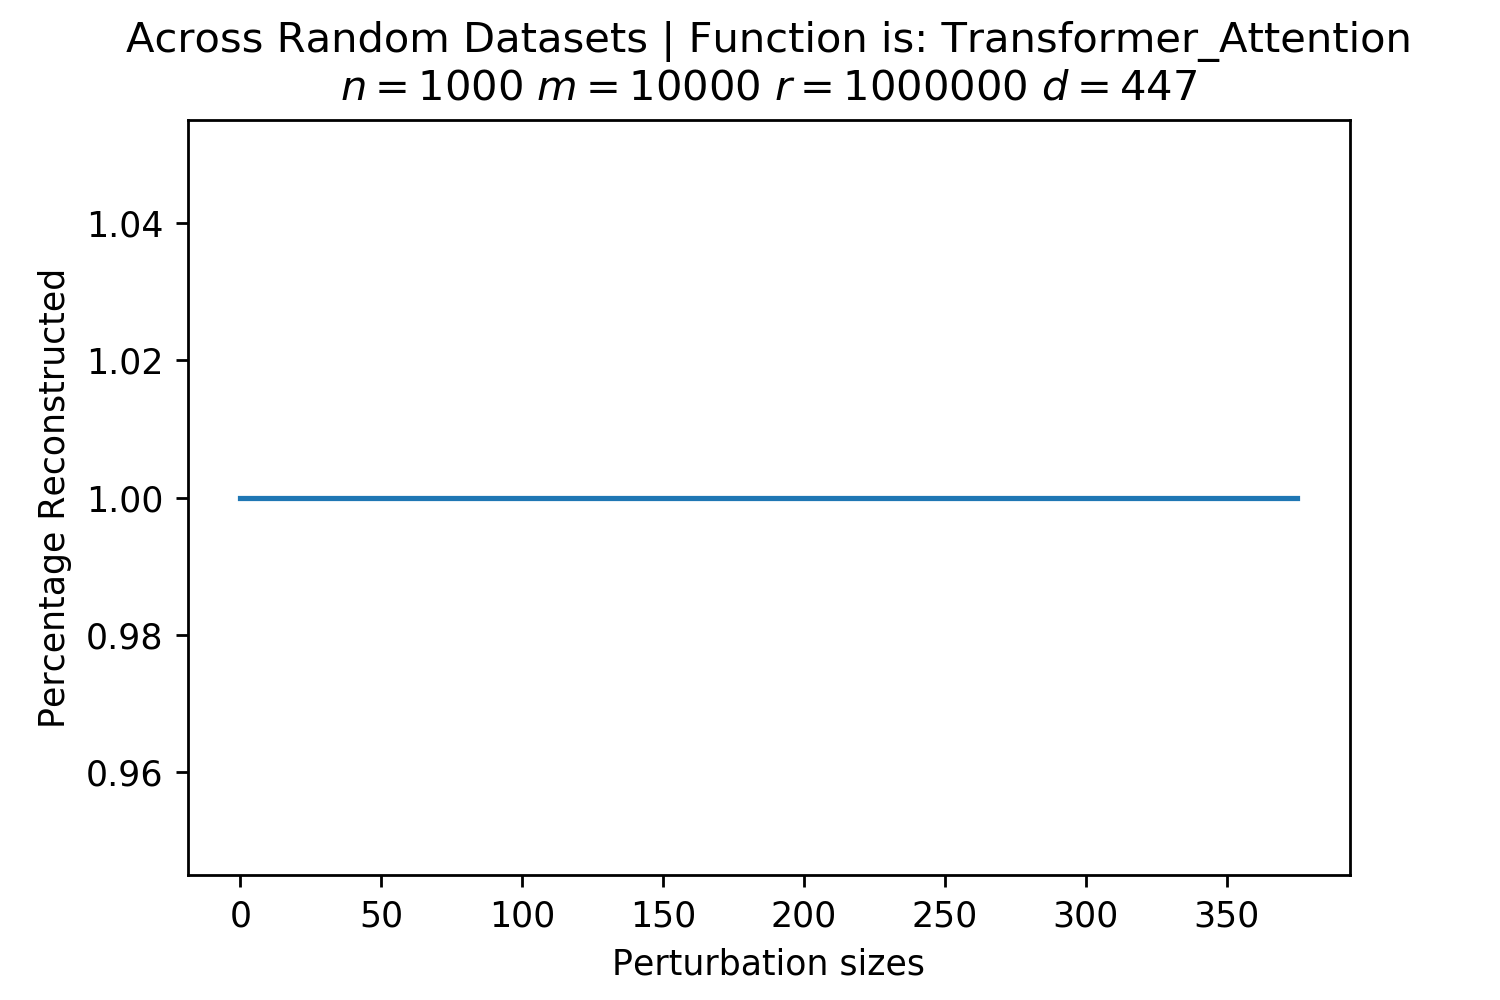 Across Random Datasets | Function is: Transformer_Attention
n = 1000 m = 10000 r = 1000000 d = 447
1.04
1.02
1.00
0.98
0.96
Percentage Reconstructed
0 50 100 150 200 250 300 350
Perturbation sizes